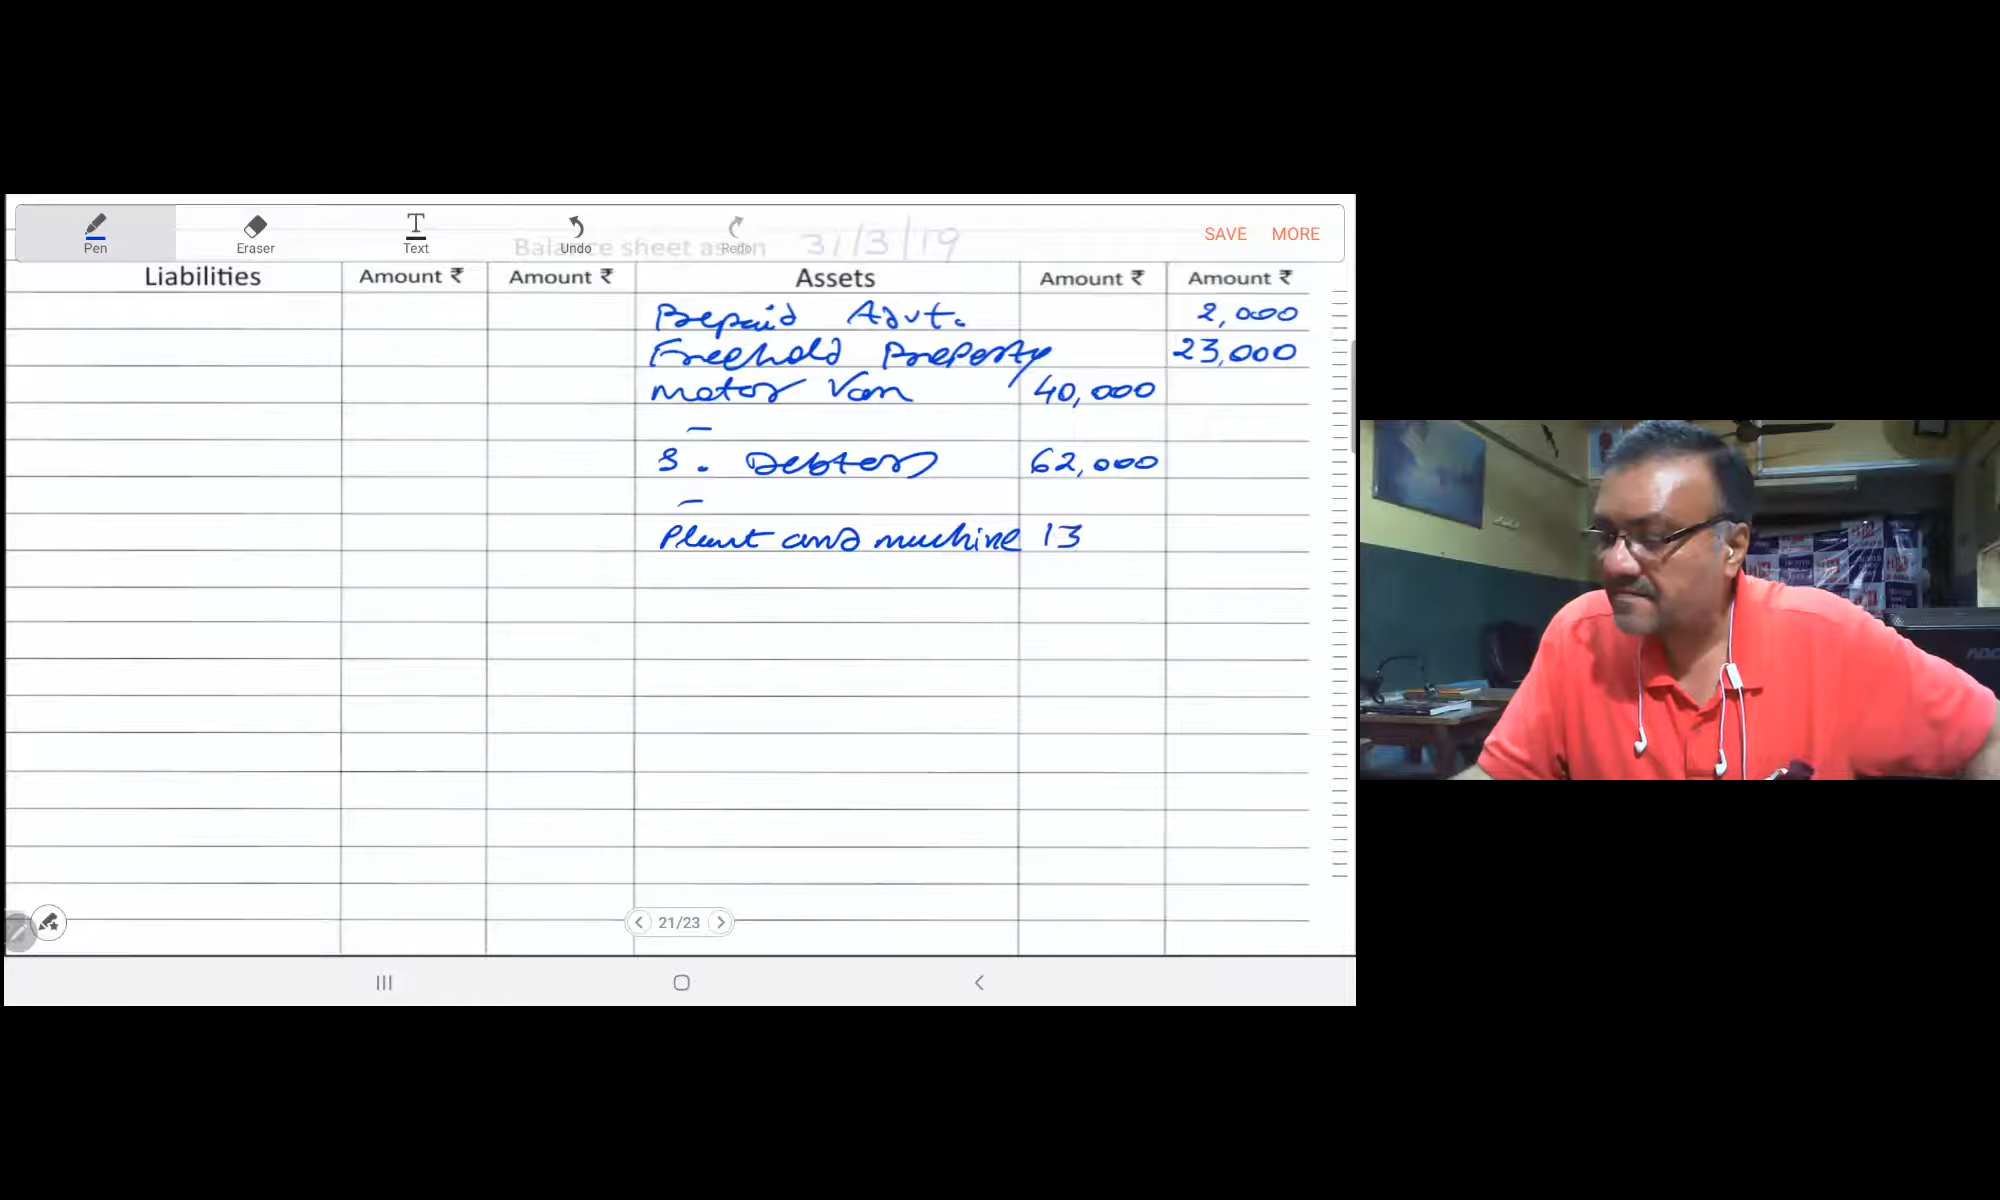 Pen Eraser Text Undo Redo SAVE MORE
Balance sheet as on 31/3/19
Liabilities Amount ₹ Amount ₹ Assets Amount ₹ Amount ₹
Prepaid Advt. 2,000
Freehold Property 23,000
Motor Van 40,000
–
S. Debtors 62,000
–
Plant and machine 13
21/23